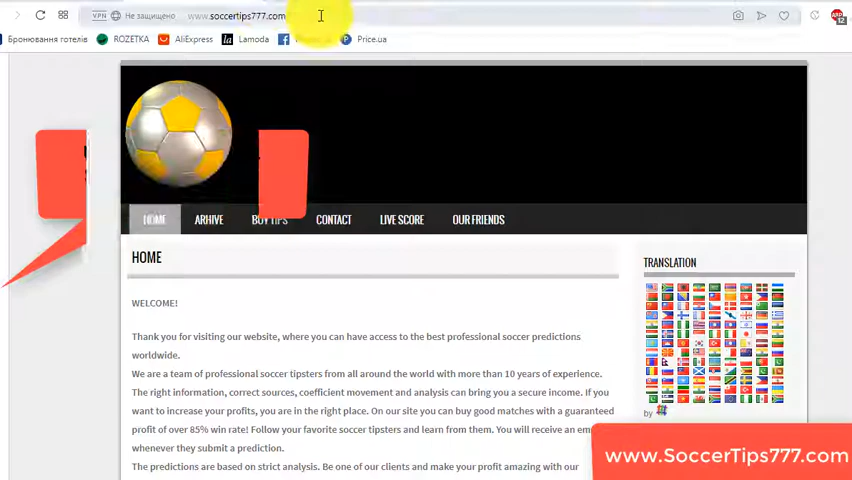 VPN Не защищено www.soccertips777.com
Бронювання готелів ROZETKA AliExpress Lamoda Price.ua
12
HOME ARHIVE BUY TIPS CONTACT LIVE SCORE OUR FRIENDS
HOME
WELCOME!
Thank you for visiting our website, where you can have access to the best professional soccer predictions
worldwide.
We are a team of professional soccer tipsters from all around the world with more than 10 years of experience.
The right information, correct sources, coefficient movement and analysis can bring you a secure income. If you
want to increase your profits, you are in the right place. On our site you can buy good matches with a guaranteed
profit of over 85% win rate! Follow your favorite soccer tipsters and learn from them. You will receive an em
whenever they submit a prediction.
The predictions are based on strict analysis. Be one of our clients and make your profit amazing with our
TRANSLATION
by
www.SoccerTips777.com